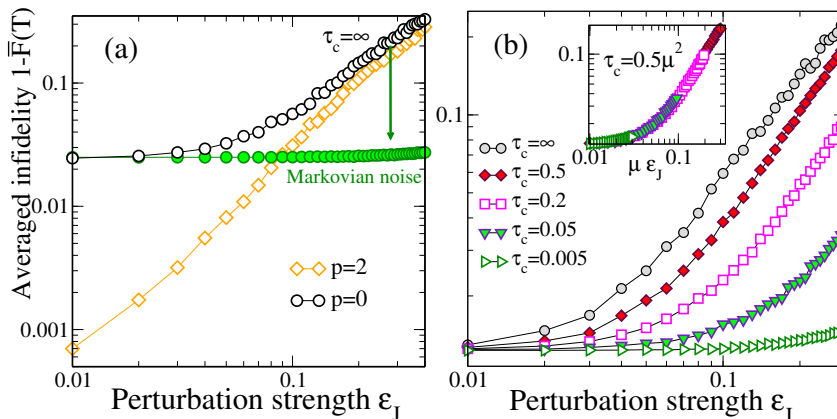 (a)
τc=∞
Markovian noise
p=2
p=0
Averaged infidelity 1-F̅(T)
0.1
0.01
0.001
0.01
0.1
Perturbation strength εJ
(b)
τc=0.5μ²
0.1
0.01
0.1
μ εJ
0.1
τc=∞
τc=0.5
τc=0.2
τc=0.05
τc=0.005
0.01
0.1
Perturbation strength εJ